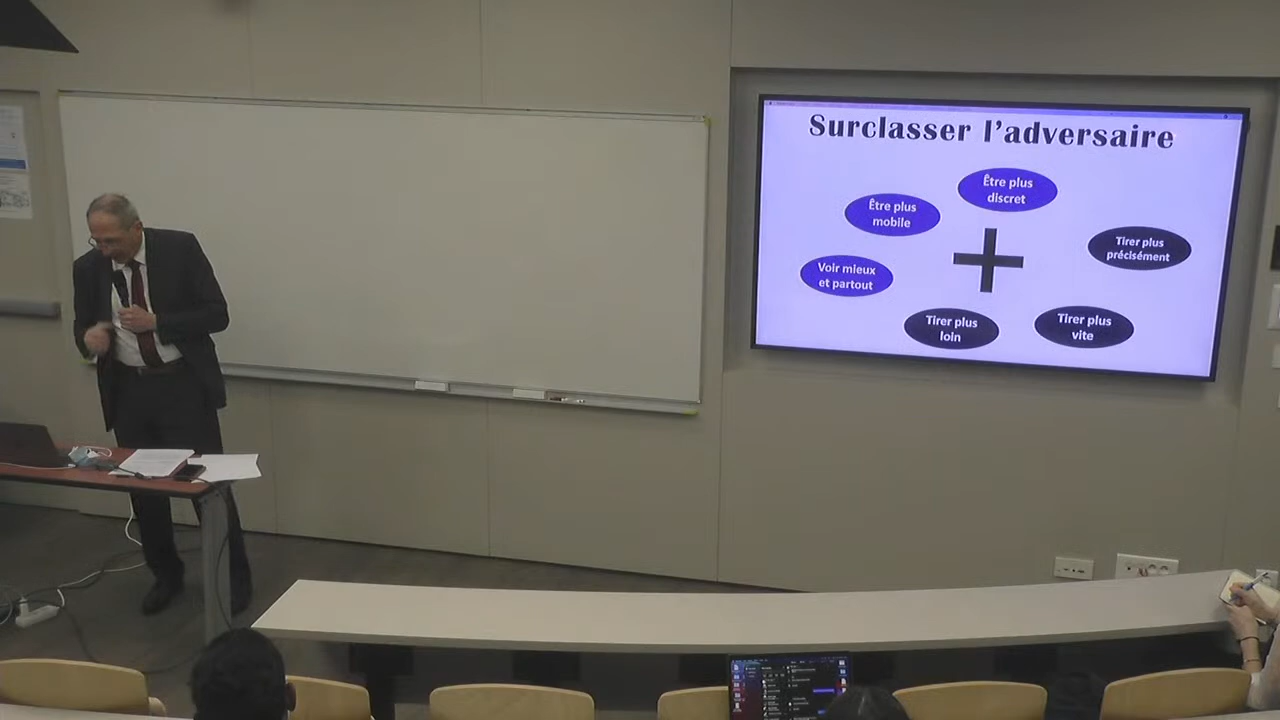 Surclasser l'adversaire
Être plus
discret
Être plus
mobile
Tirer plus
précisément
Voir mieux
et partout
Tirer plus
loin
Tirer plus
vite